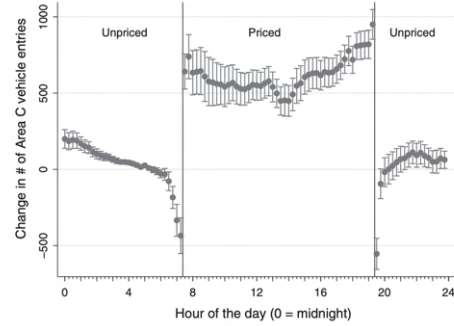 Unpriced Priced Unpriced
Change in # of Area C vehicle entries
1000
500
0
−500
0 4 8 12 16 20 24
Hour of the day (0 = midnight)